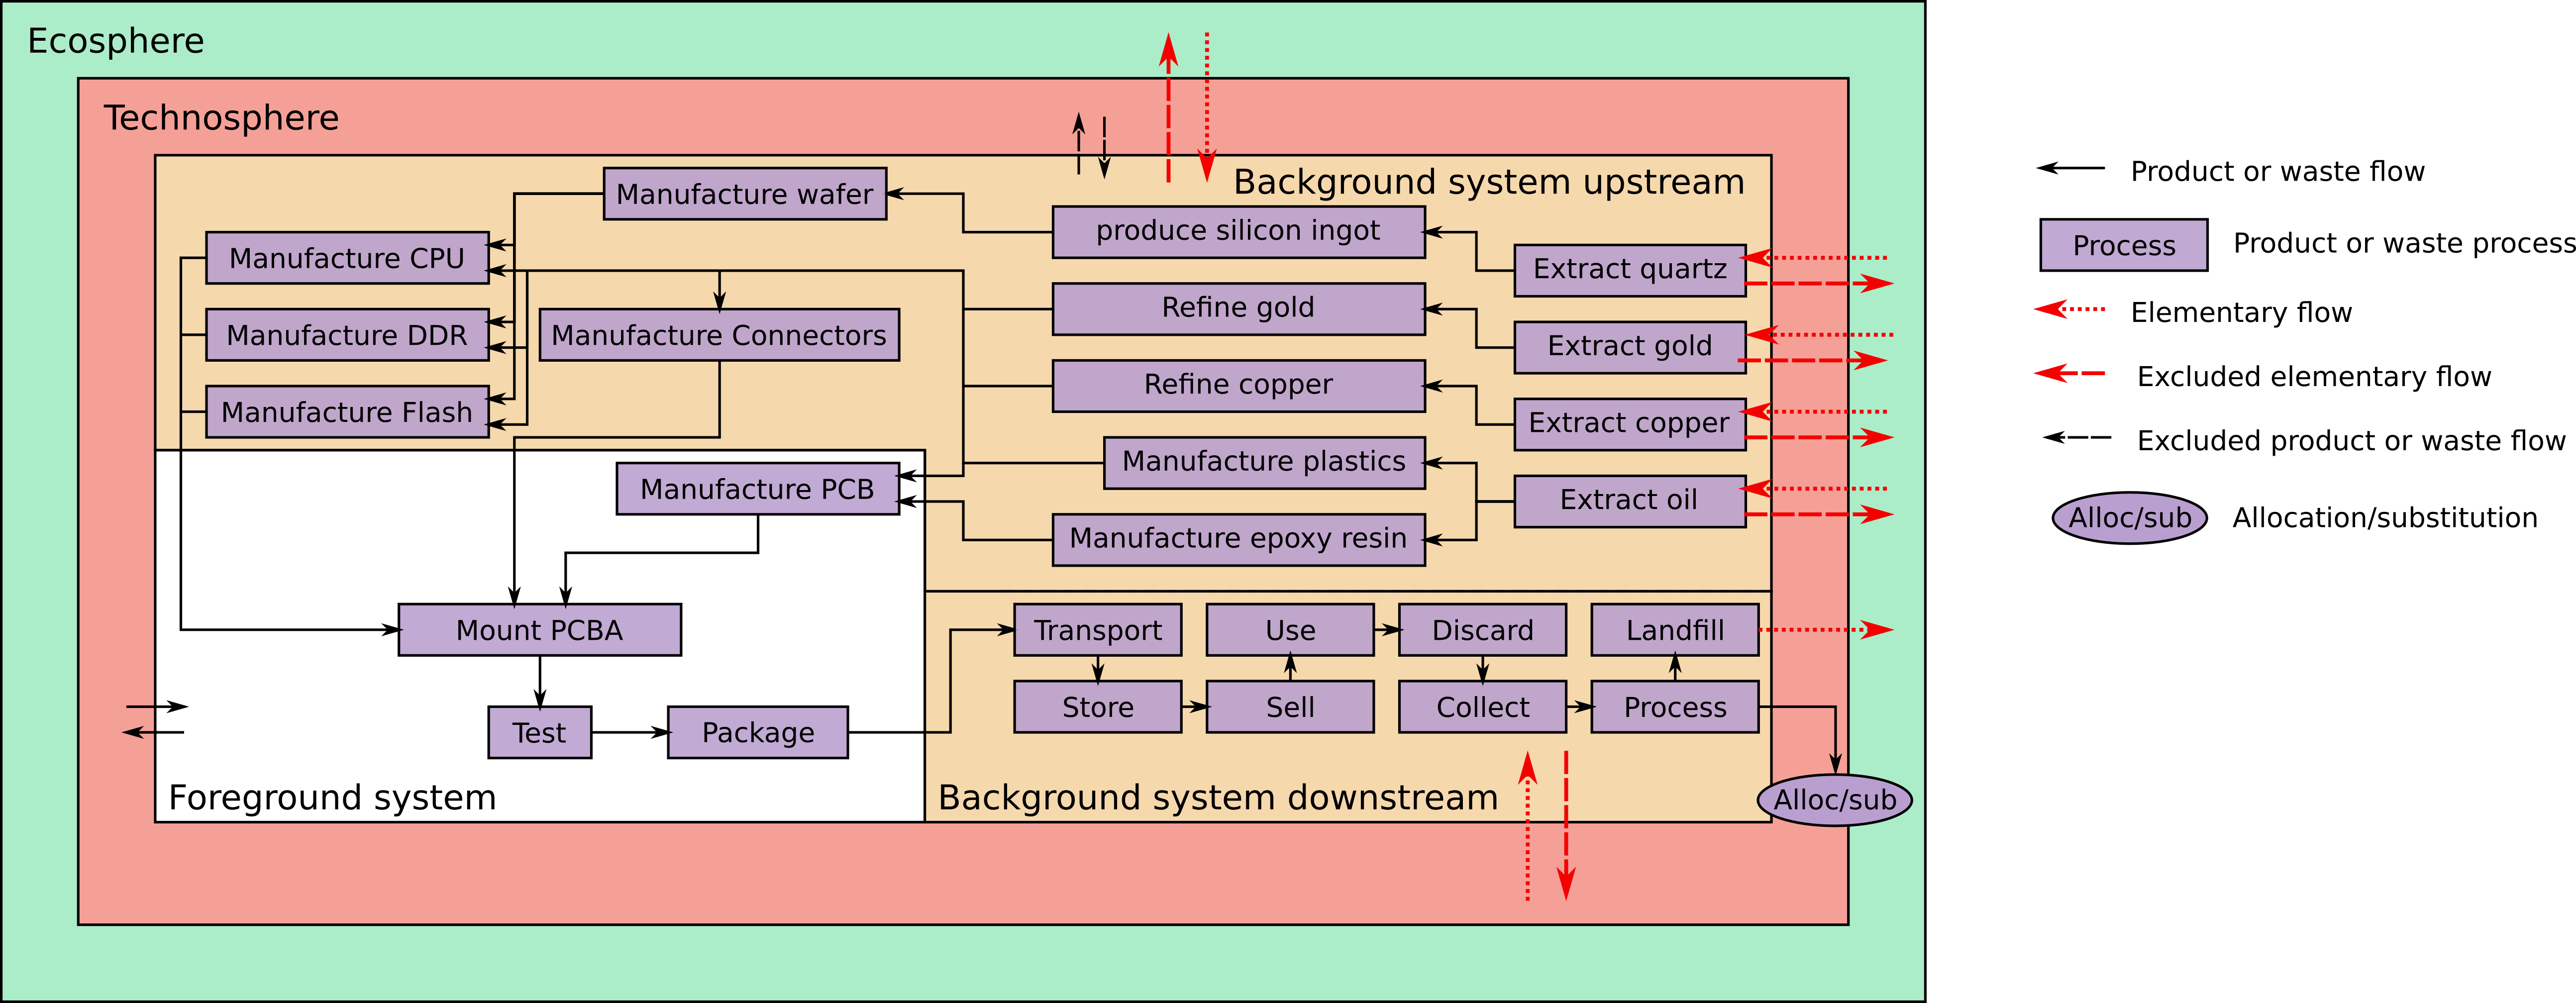 Ecosphere
Technosphere
Background system upstream
Manufacture wafer
produce silicon ingot
Extract quartz
Manufacture CPU
Refine gold
Extract gold
Manufacture DDR
Manufacture Connectors
Refine copper
Extract copper
Manufacture Flash
Manufacture plastics
Extract oil
Manufacture PCB
Manufacture epoxy resin
Mount PCBA
Test
Package
Foreground system
Transport
Use
Discard
Landfill
Store
Sell
Collect
Process
Background system downstream
Alloc/sub
Product or waste flow
Process
Product or waste process
Elementary flow
Excluded elementary flow
Excluded product or waste flow
Alloc/sub
Allocation/substitution